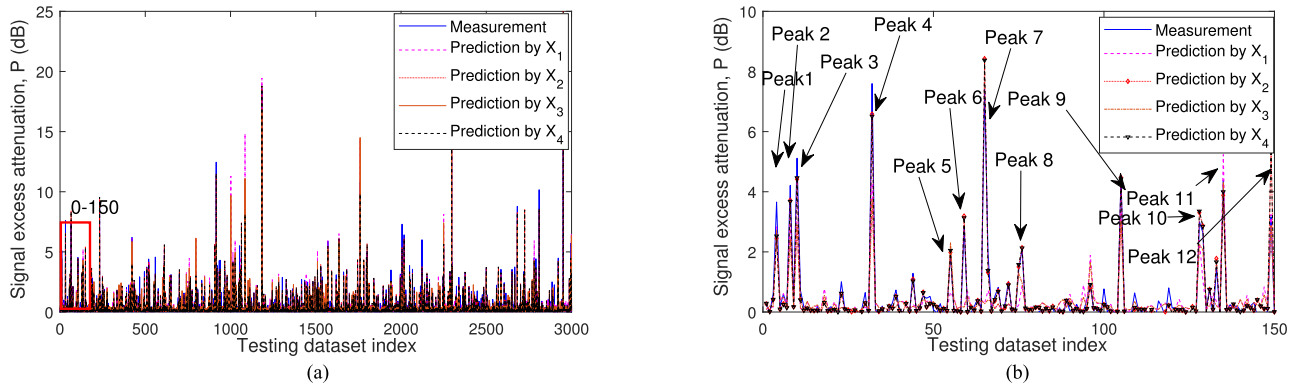 Signal excess attenuation, P (dB)
25
20
15
10
5
0
0-150
Measurement
Prediction by X1
Prediction by X2
Prediction by X3
Prediction by X4
0
500
1000
1500
2000
2500
3000
Testing dataset index
(a)
Signal excess attenuation, P (dB)
10
8
6
4
2
0
Peak 2
Peak1
Peak 3
Peak 4
Peak 5
Peak 6
Peak 7
Peak 8
Peak 9
Peak 11
Peak 10
Peak 12
Measurement
Prediction by X1
Prediction by X2
Prediction by X3
Prediction by X4
0
50
100
150
Testing dataset index
(b)